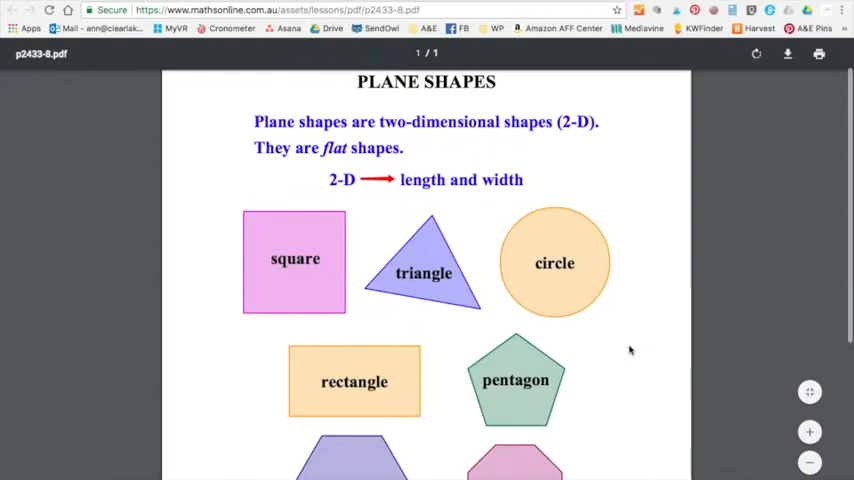 Secure https://www.mathsonline.com.au/assets/lessons/pdf/p2433-8.pdf
Apps Mail - ann@clearlak MyVR Cronometer Asana Drive SendOwl A&E FB WP Amazon AFF Center Mediavine KWFinder Harvest A&E Pins »
p2433-8.pdf 1 / 1
PLANE SHAPES
Plane shapes are two-dimensional shapes (2-D).
They are flat shapes.
2-D length and width
square
triangle
circle
rectangle
pentagon